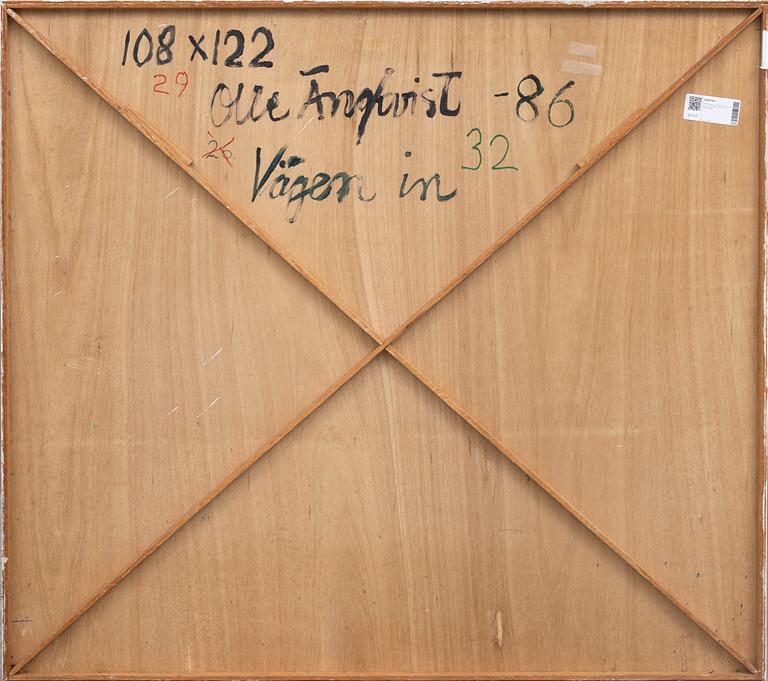 108 x 122
29
Olle Ängkvist -86
26.
32
Vägen in